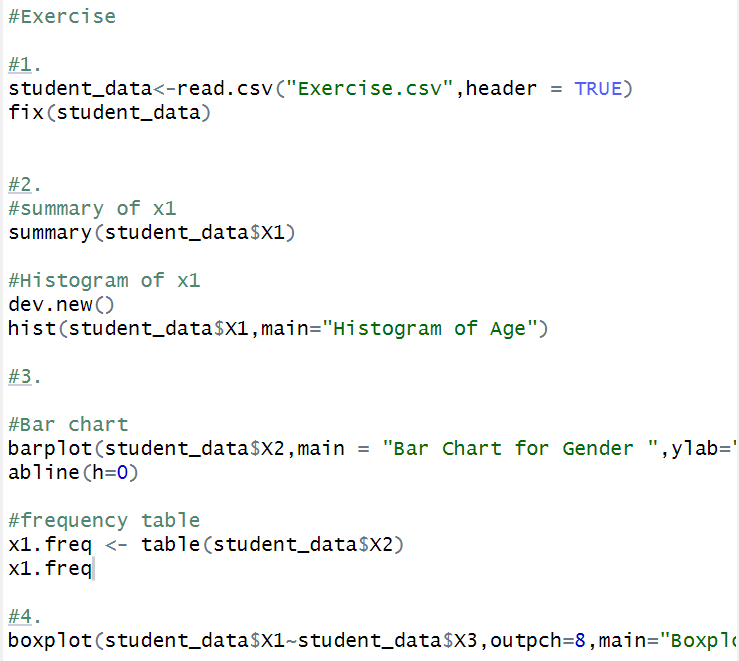 #Exercise
#1.
student_data<-read.csv("Exercise.csv",header = TRUE)
fix(student_data)
#2.
#summary of x1
summary(student_data$X1)
#Histogram of x1
dev.new()
hist(student_data$X1,main="Histogram of Age")
#3.
#Bar chart
barplot(student_data$X2,main = "Bar Chart for Gender ",ylab="
abline(h=0)
#frequency table
x1.freq <- table(student_data$X2)
x1.freq
#4.
boxplot(student_data$X1~student_data$X3,outpch=8,main="Boxplo